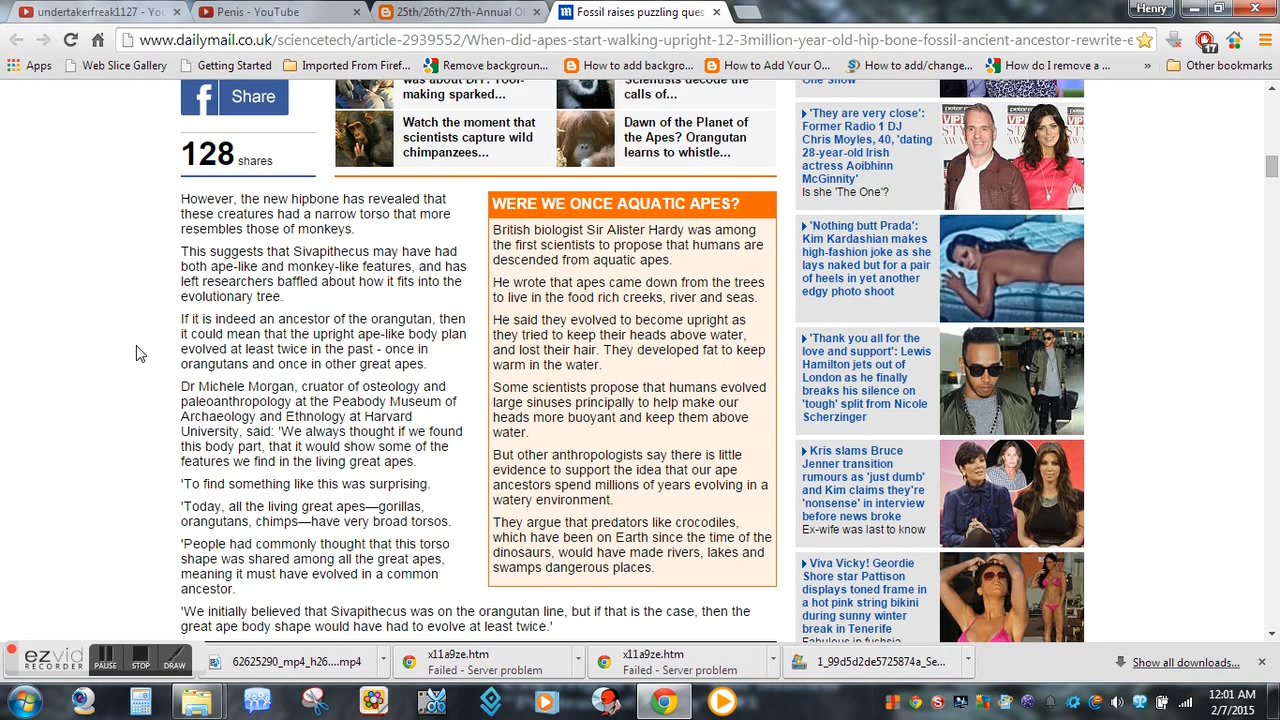 undertakerfreak1127 - You
Penis - YouTube
25th/26th/27th-Annual Ol
Fossil raises puzzling ques
Henry
www.dailymail.co.uk/sciencetech/article-2939552/When-did-apes-start-walking-upright-12-3million-year-old-hip-bone-fossil-ancient-ancestor-rewrite-e
17
Apps
Web Slice Gallery
Getting Started
Imported From Firef...
Remove backgroun...
How to add backgro...
How to Add Your O...
How to add/change...
How do I remove a ...
»
Other bookmarks
f Share
128 shares
was about DIY: Your-
making sparked...
Scientists decode the
calls of...
Watch the moment that
scientists capture wild
chimpanzees...
Dawn of the Planet of
the Apes? Orangutan
learns to whistle...
However, the new hipbone has revealed that
these creatures had a narrow torso that more
resembles those of monkeys.
This suggests that Sivapithecus may have had
both ape-like and monkey-like features, and has
left researchers baffled about how it fits into the
evolutionary tree.
If it is indeed an ancestor of the orangutan, then
it could mean that the upright ape-like body plan
evolved at least twice in the past - once in
orangutans and once in other great apes.
Dr Michele Morgan, cruator of osteology and
paleoanthropology at the Peabody Museum of
Archaeology and Ethnology at Harvard
University, said: 'We always thought if we found
this body part, that it would show some of the
features we find in the living great apes.
'To find something like this was surprising.
'Today, all the living great apes—gorillas,
orangutans, chimps—have very broad torsos.
'People had commonly thought that this torso
shape was shared among all the great apes,
meaning it must have evolved in a common
ancestor.
'We initially believed that Sivapithecus was on the orangutan line, but if that is the case, then the
great ape body shape would have had to evolve at least twice.'
WERE WE ONCE AQUATIC APES?
British biologist Sir Alister Hardy was among
the first scientists to propose that humans are
descended from aquatic apes.
He wrote that apes came down from the trees
to live in the food rich creeks, river and seas.
He said they evolved to become upright as
they tried to keep their heads above water,
and lost their hair. They developed fat to keep
warm in the water.
Some scientists propose that humans evolved
large sinuses principally to help make our
heads more buoyant and keep them above
water.
But other anthropologists say there is little
evidence to support the idea that our ape
ancestors spend millions of years evolving in a
watery environment.
They argue that predators like crocodiles,
which have been on Earth since the time of the
dinosaurs, would have made rivers, lakes and
swamps dangerous places.
One show
'They are very close':
Former Radio 1 DJ
Chris Moyles, 40, 'dating
28-year-old Irish
actress Aoibhinn
McGinnity'
Is she 'The One'?
'Nothing butt Prada':
Kim Kardashian makes
high-fashion joke as she
lays naked but for a pair
of heels in yet another
edgy photo shoot
'Thank you all for the
love and support': Lewis
Hamilton jets out of
London as he finally
breaks his silence on
'tough' split from Nicole
Scherzinger
Kris slams Bruce
Jenner transition
rumours as 'just dumb'
and Kim claims they're
'nonsense' in interview
before news broke
Ex-wife was last to know
Viva Vicky! Geordie
Shore star Pattison
displays toned frame in
a hot pink string bikini
during sunny winter
break in Tenerife
Fabulous in fuchsia
ezvid
RECORDER
PAUSE
STOP
DRAW
62625290_mp4_h26....mp4
x11a9ze.htm
Failed - Server problem
x11a9ze.htm
Failed - Server problem
1_99d5d2de5725874a_Se...
Show all downloads...
12:01 AM
2/7/2015